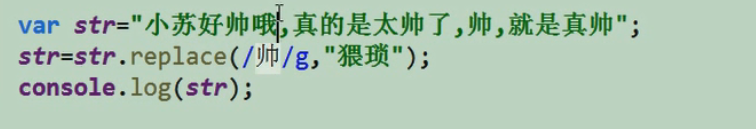 var str="小苏好帅哦,真的是太帅了,帅,就是真帅";
str=str.replace(/帅/g,"猥琐");
console.log(str);